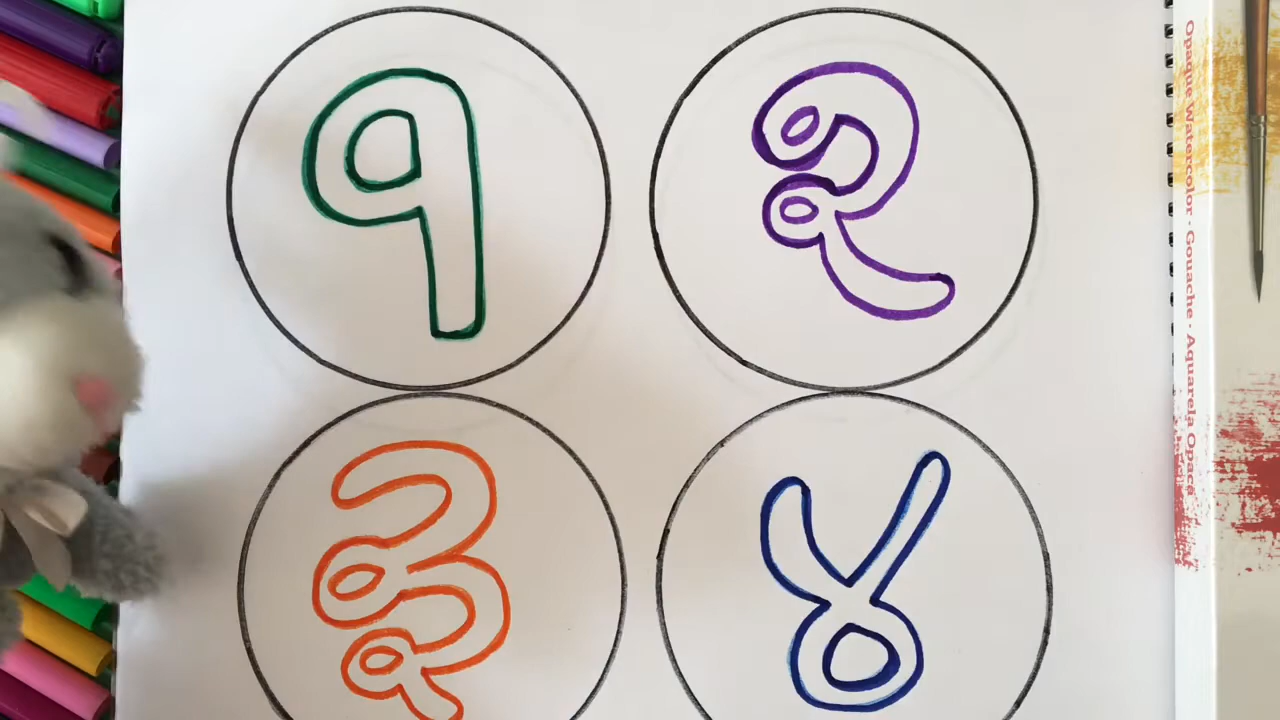 १ २
३ ४
Opaque Watercolor · Gouache · Aquarela Opaca